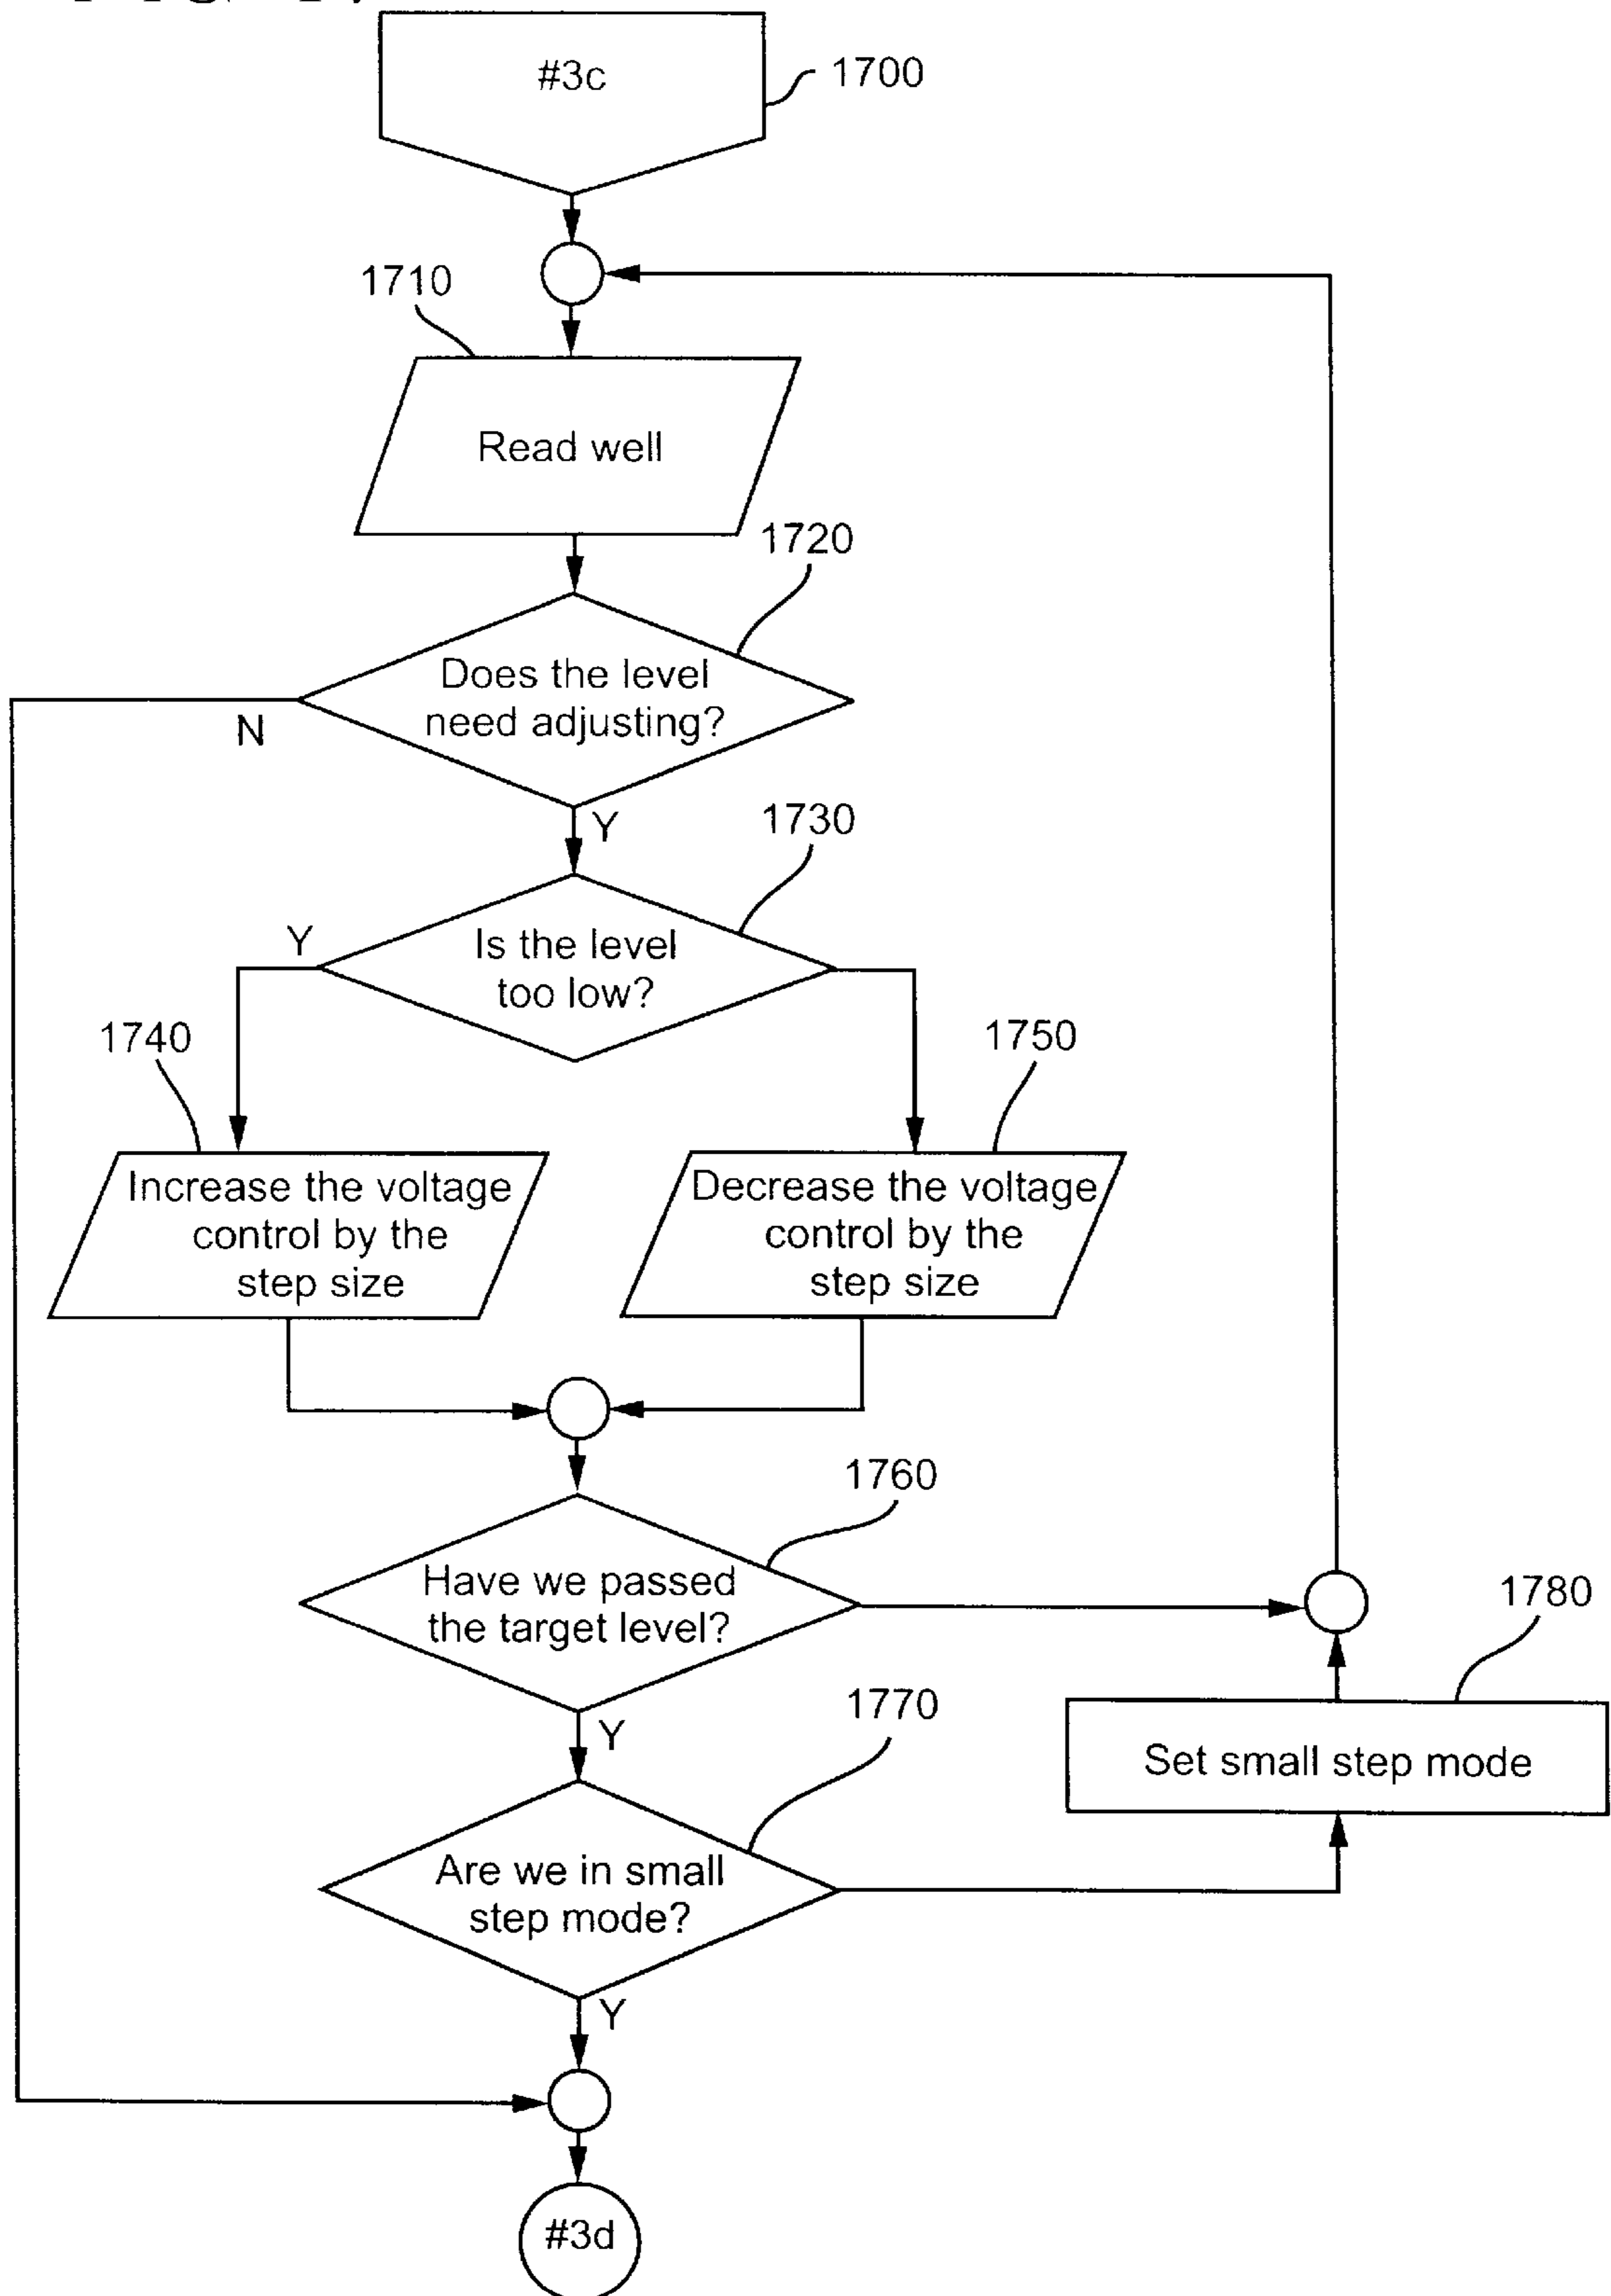 #3c
1700
1710
Read well
1720
Does the level
need adjusting?
N
Y
1730
Y
Is the level
too low?
1740
1750
Increase the voltage
control by the
step size
Decrease the voltage
control by the
step size
1760
Have we passed
the target level?
1780
Y
1770
Set small step mode
Are we in small
step mode?
Y
#3d